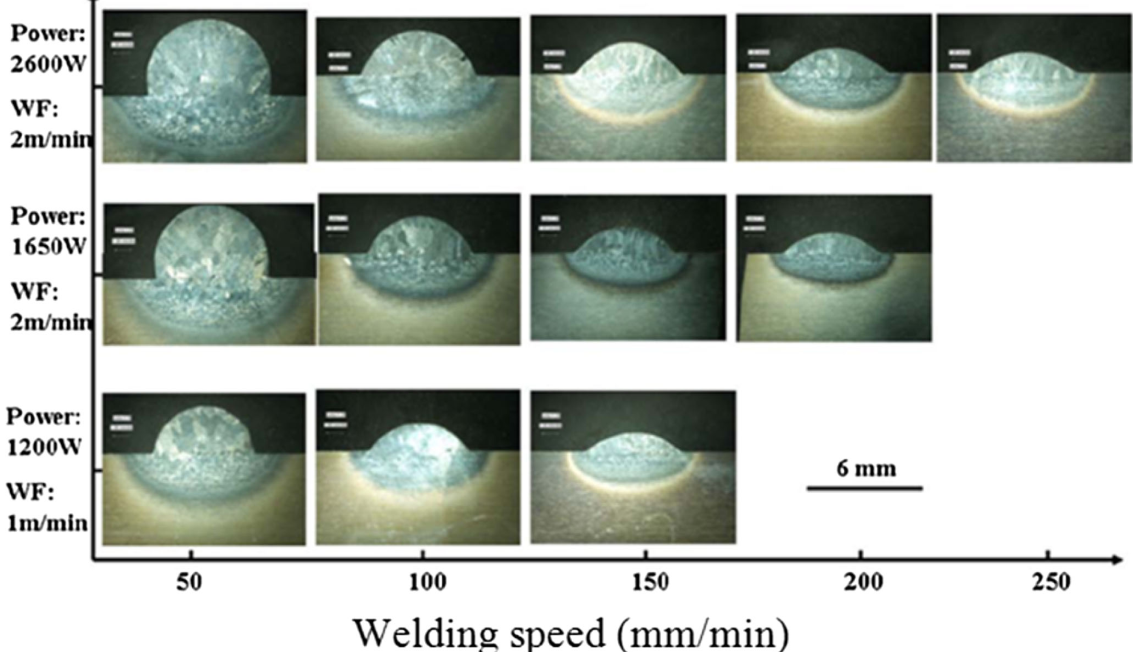 Power:
2600W
WF:
2m/min
Power:
1650W
WF:
2m/min
Power:
1200W
WF:
1m/min
6 mm
50
100
150
200
250
Welding speed (mm/min)